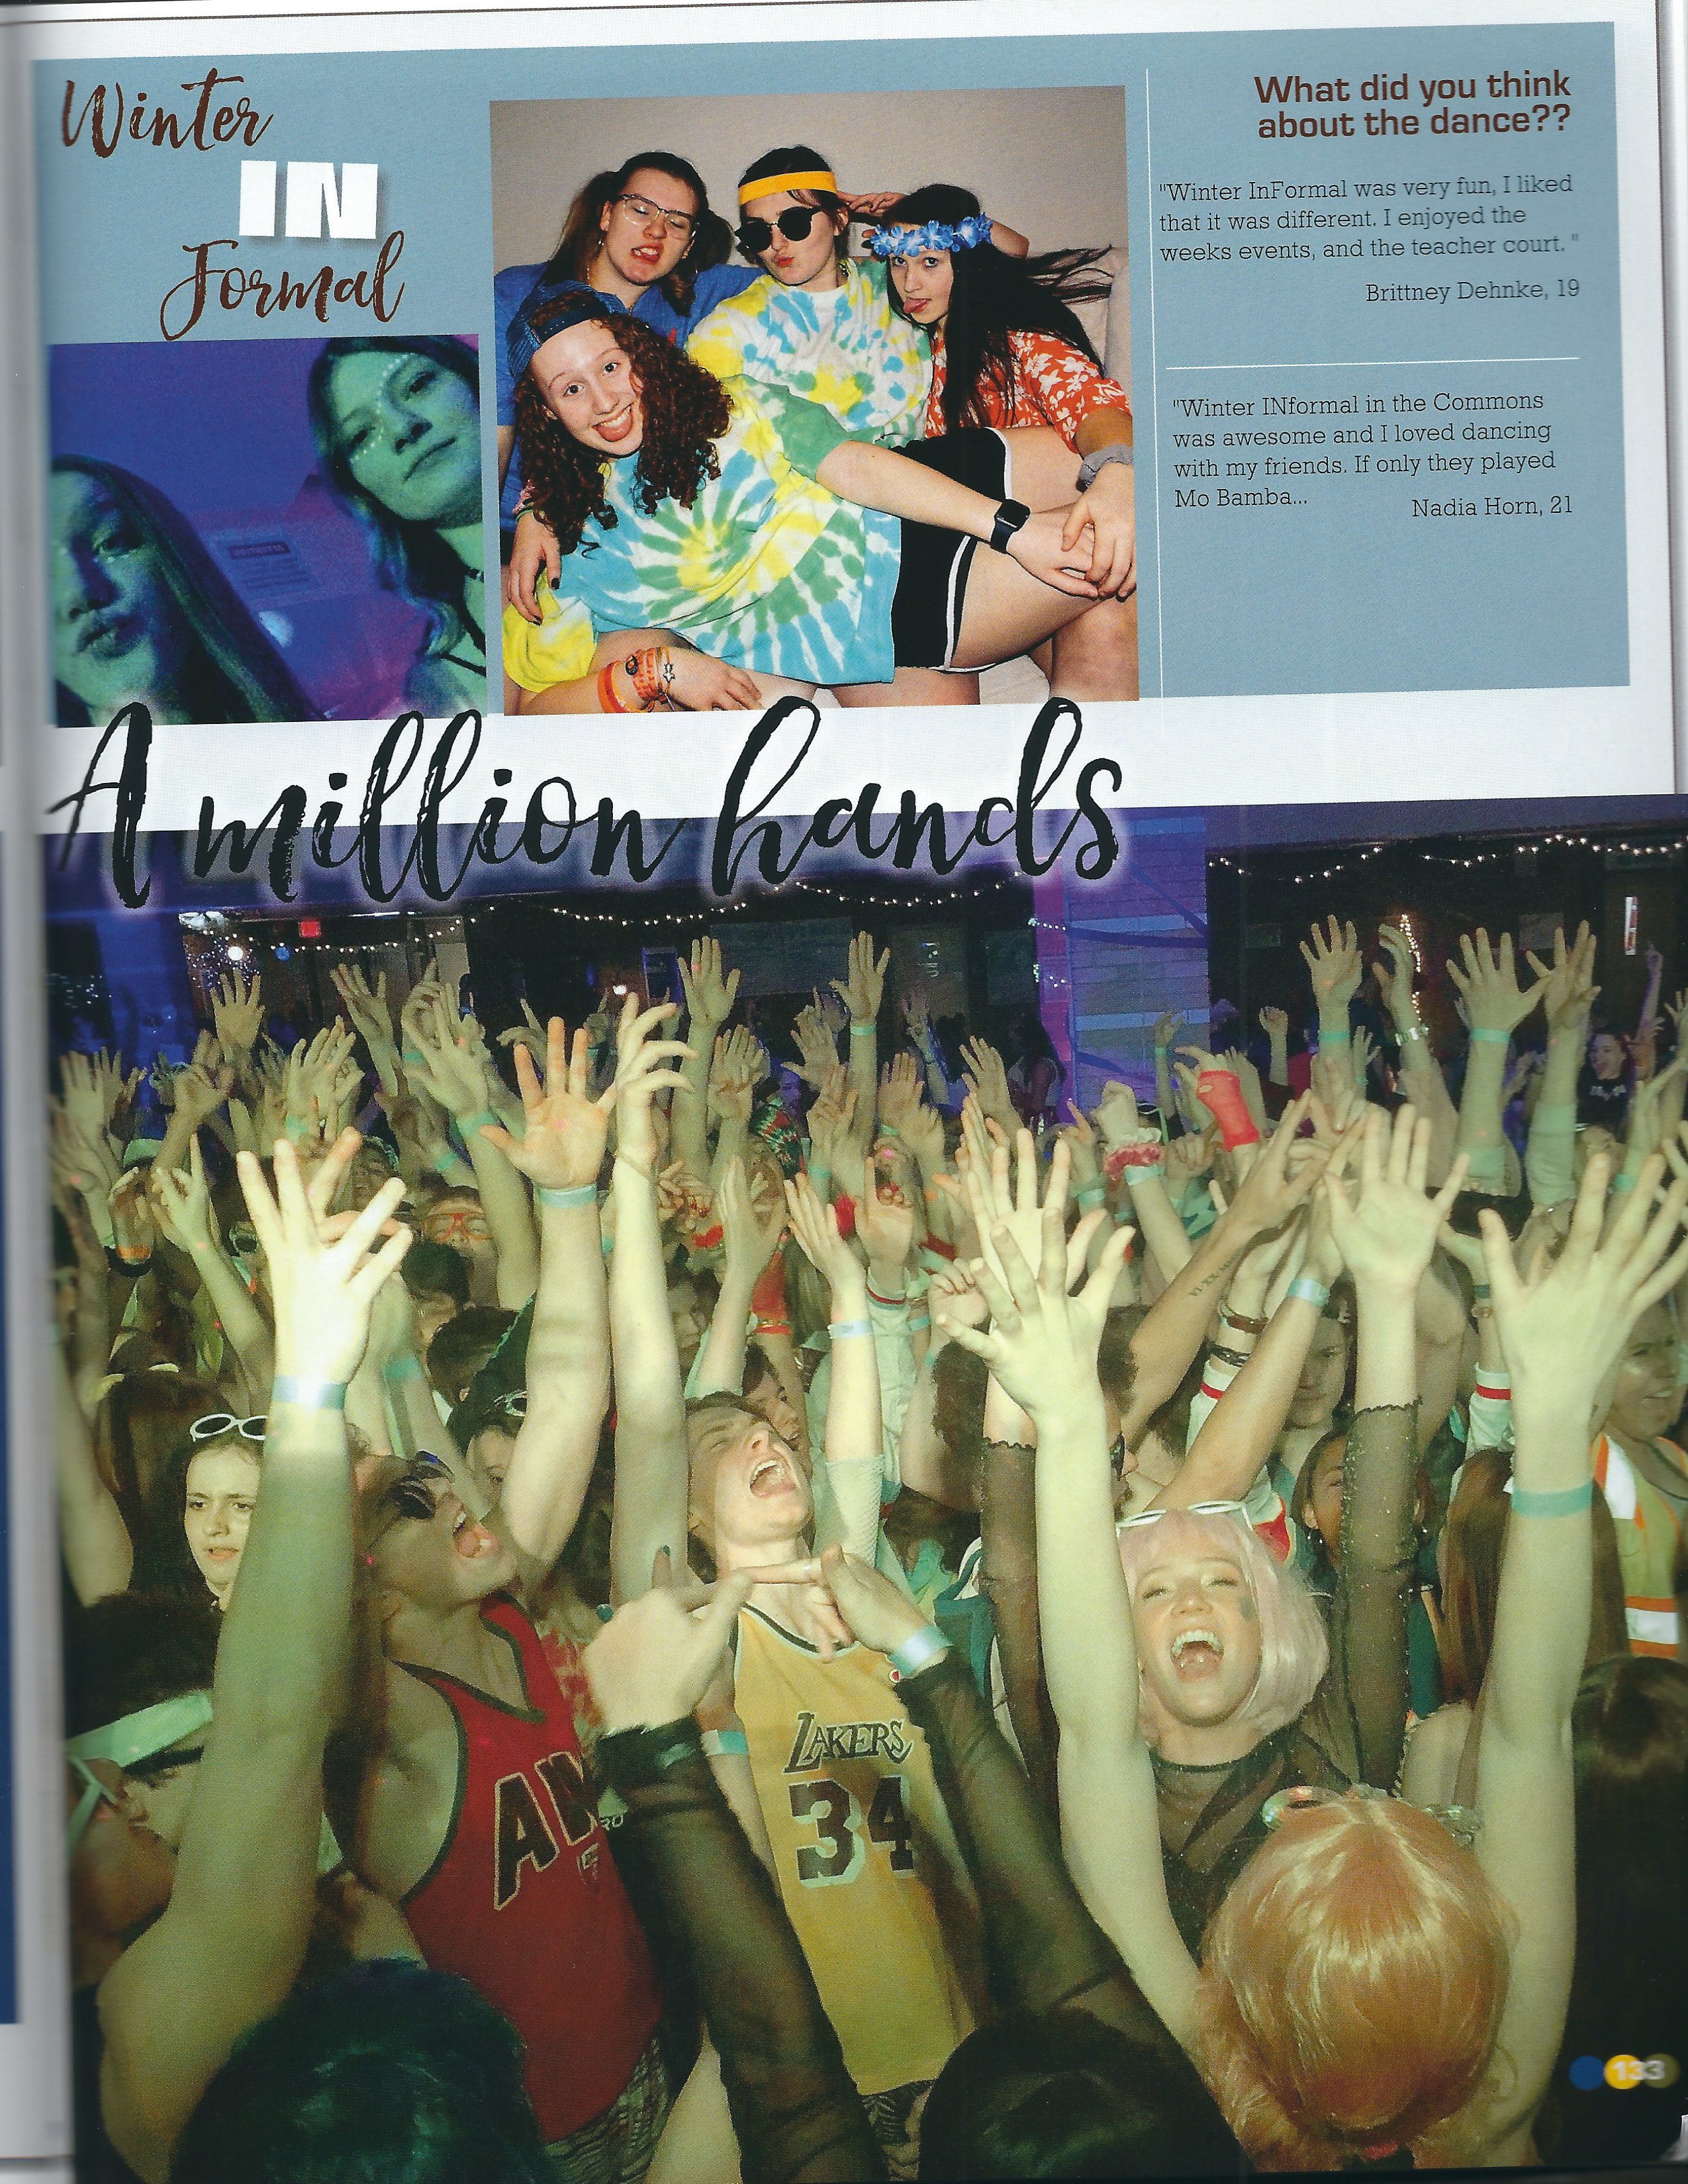 Winter
IN
Formal
What did you think
about the dance??
"Winter InFormal was very fun, I liked
that it was different. I enjoyed the
weeks events, and the teacher court. "
Brittney Dehnke, 19
"Winter INformal in the Commons
was awesome and I loved dancing
with my friends. If only they played
Mo Bamba...
Nadia Horn, 21
A million hands
LAKERS
34
133